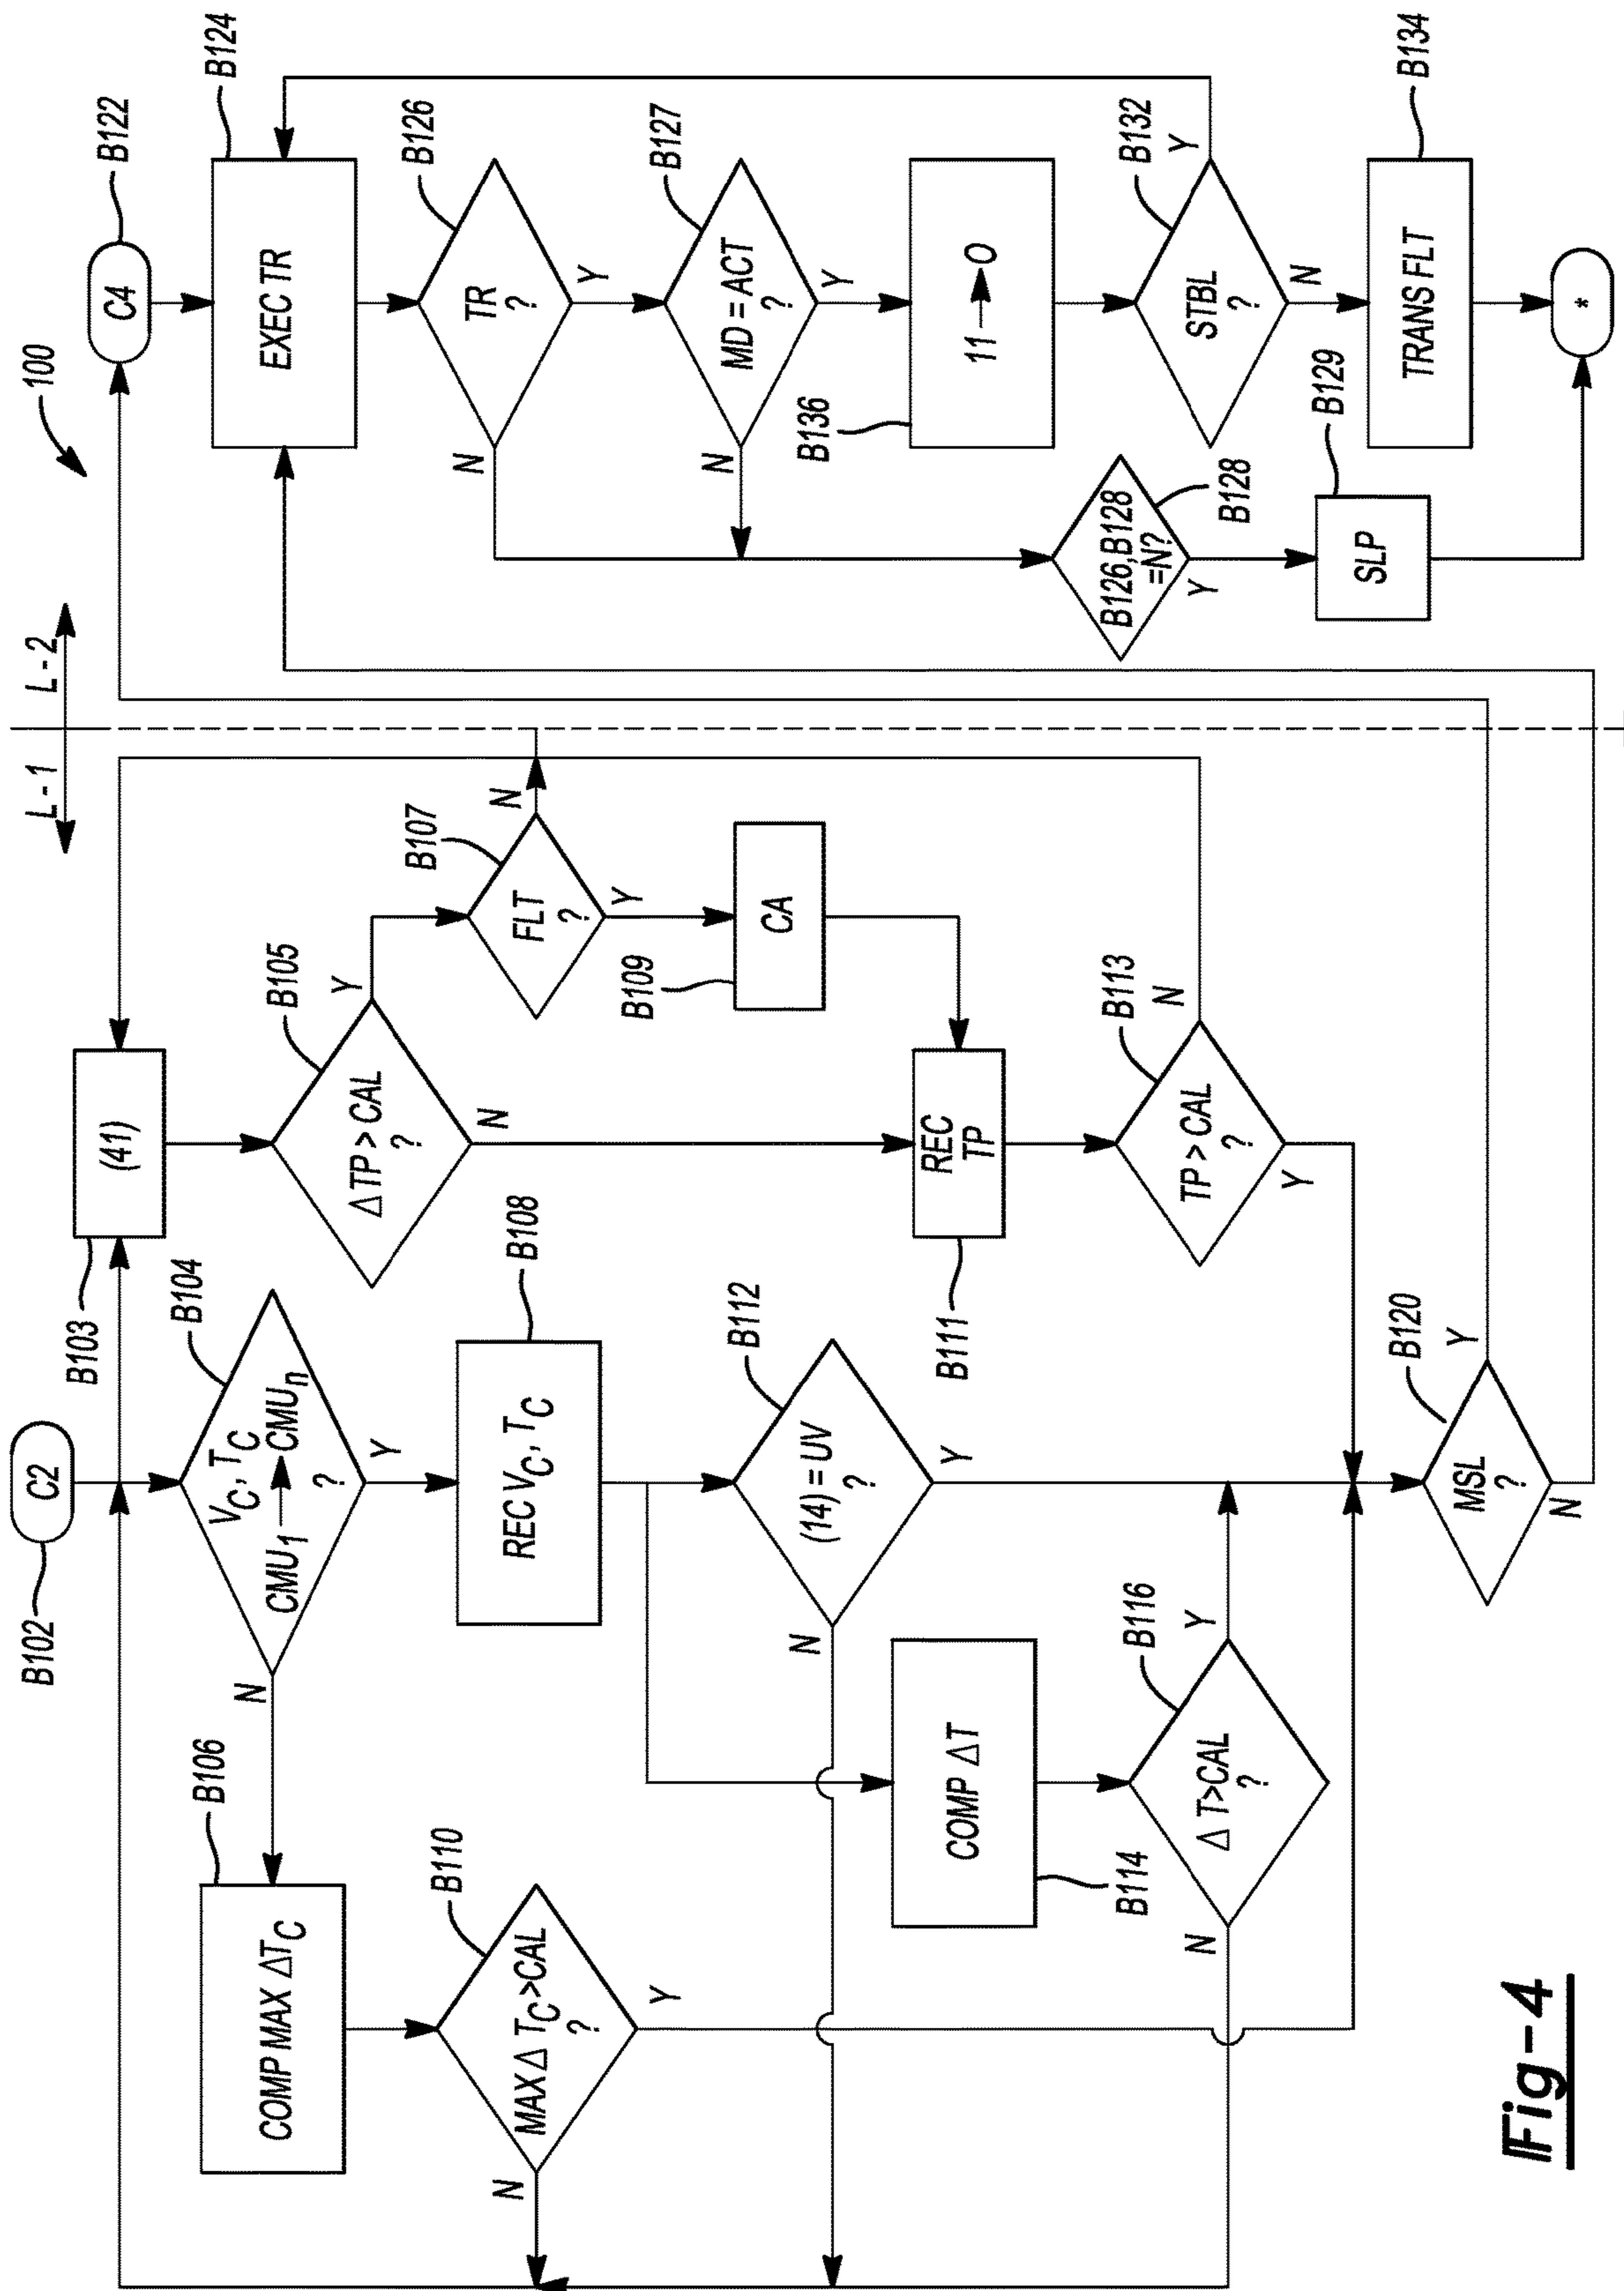 100
L - 1
L - 2
C2
B102
B103
(41)
B104
V_C, T_C
CMU_1 → CMU_n
?
N
Y
B105
Δ TP > CAL
?
Y
N
B106
COMP MAX ΔT_C
B107
FLT
?
N
Y
B108
REC V_C, T_C
B109
CA
B110
MAX Δ T_C>CAL
?
N
Y
B111
REC
TP
B112
(14) = UV
?
N
Y
B113
TP > CAL
?
N
Y
B114
COMP ΔT
B116
Δ T>CAL
?
N
Y
B120
MSL
?
Y
N
C4
B122
B124
EXEC TR
B126
TR
?
N
Y
B127
MD = ACT
?
N
Y
B136
11 → O
B128
B126,B128
=N?
Y
B129
SLP
B132
STBL
?
Y
N
B134
TRANS FLT
*
Fig-4